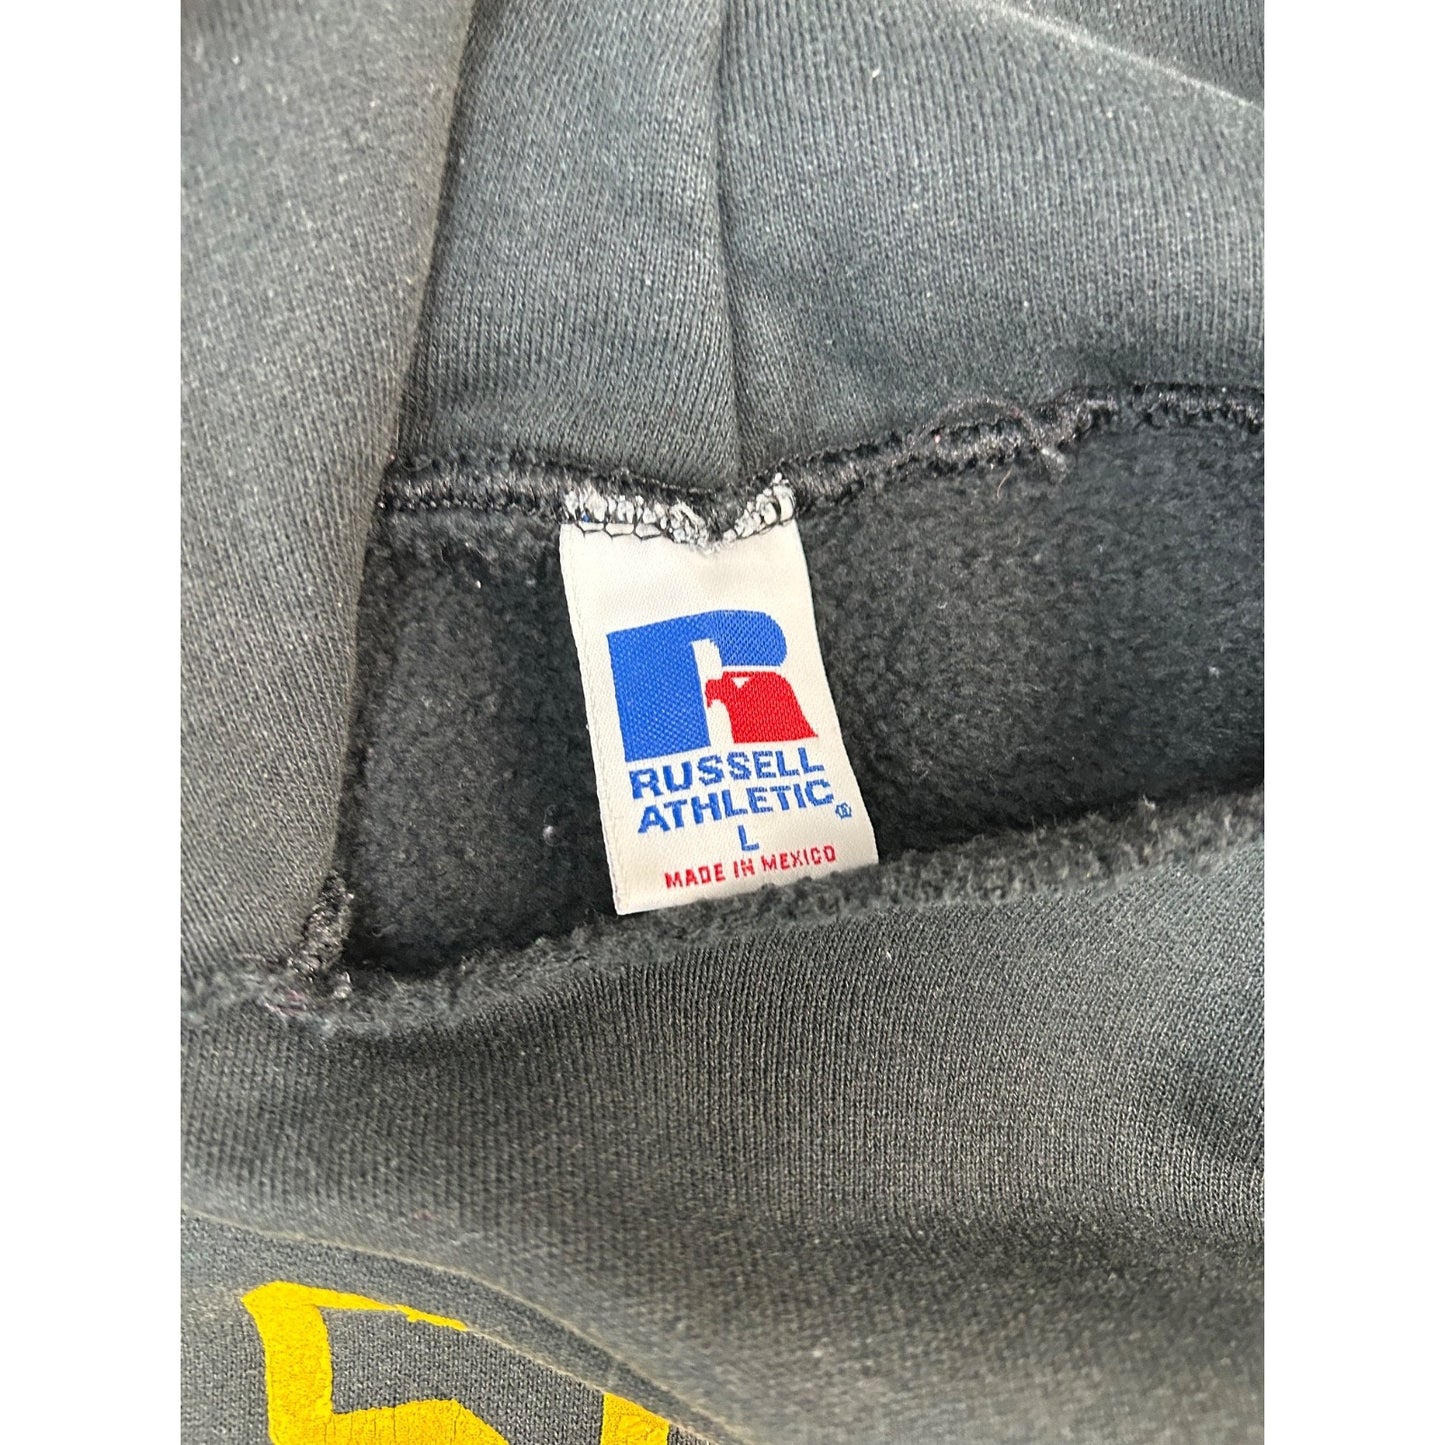 RUSSELL
ATHLETIC®
L
MADE IN MEXICO